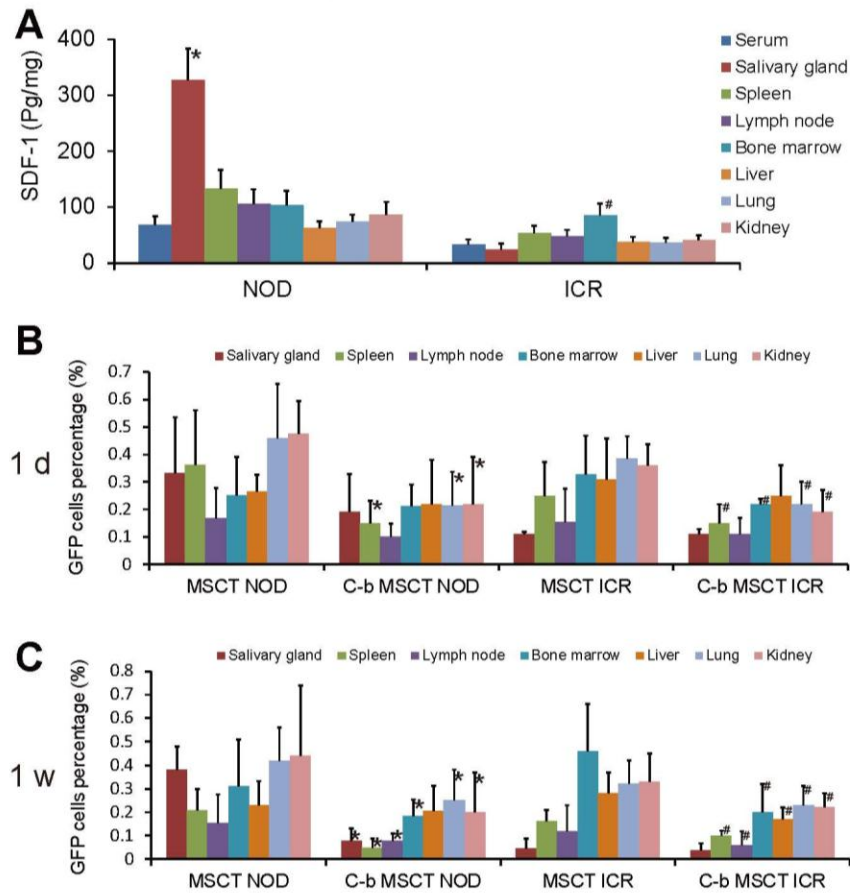 A
400
300
200
100
0
SDF-1 (Pg/mg)
*
#
NOD ICR
Serum
Salivary gland
Spleen
Lymph node
Bone marrow
Liver
Lung
Kidney
B
1 d
Salivary gland Spleen Lymph node Bone marrow Liver Lung Kidney
GFP cells percentage (%)
0.7
0.6
0.5
0.4
0.3
0.2
0.1
0
* * *
# # # #
MSCT NOD C-b MSCT NOD MSCT ICR C-b MSCT ICR
C
1 w
Salivary gland Spleen Lymph node Bone marrow Liver Lung Kidney
GFP cells percentage (%)
0.8
0.7
0.6
0.5
0.4
0.3
0.2
0.1
0
* * * * * *
# # # # # #
MSCT NOD C-b MSCT NOD MSCT ICR C-b MSCT ICR